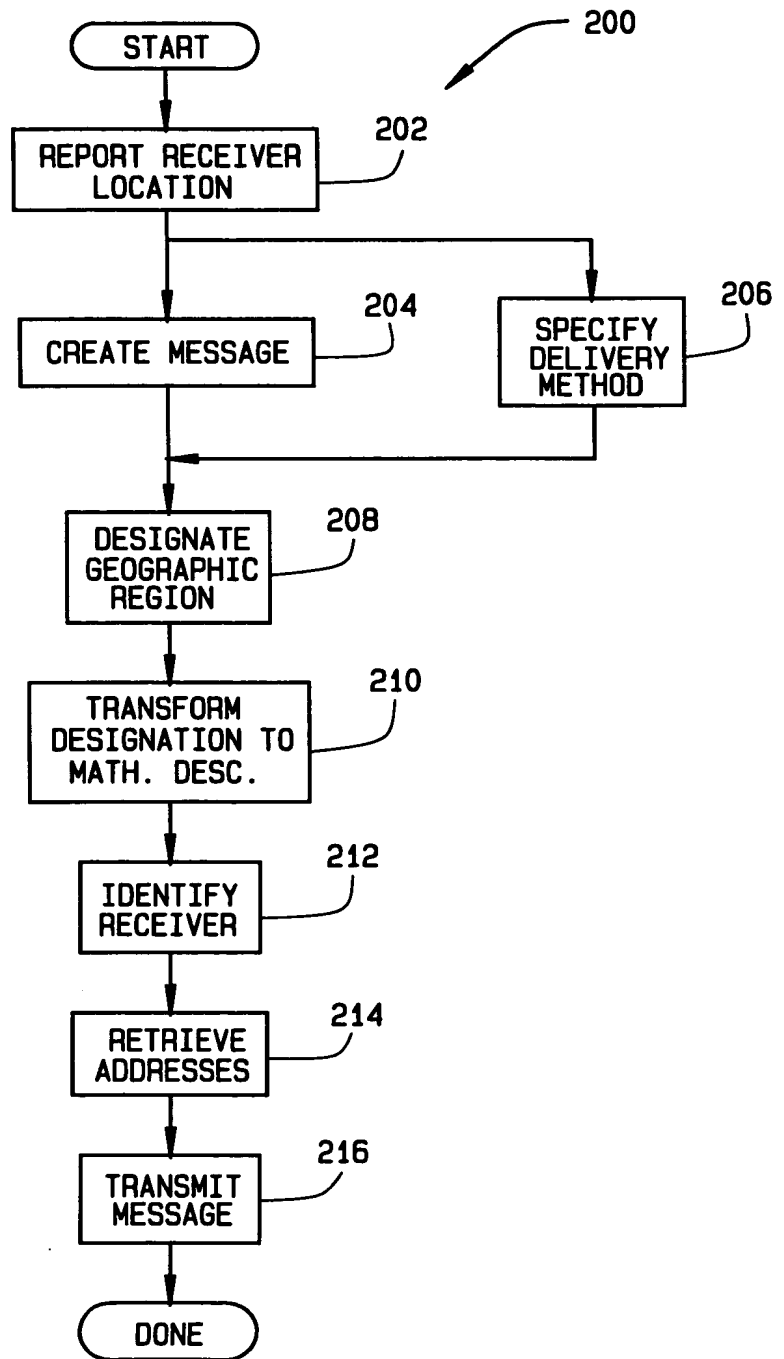 START
200
202
REPORT RECEIVER
LOCATION
204
CREATE MESSAGE
206
SPECIFY
DELIVERY
METHOD
208
DESIGNATE
GEOGRAPHIC
REGION
210
TRANSFORM
DESIGNATION TO
MATH. DESC.
212
IDENTIFY
RECEIVER
214
RETRIEVE
ADDRESSES
216
TRANSMIT
MESSAGE
DONE